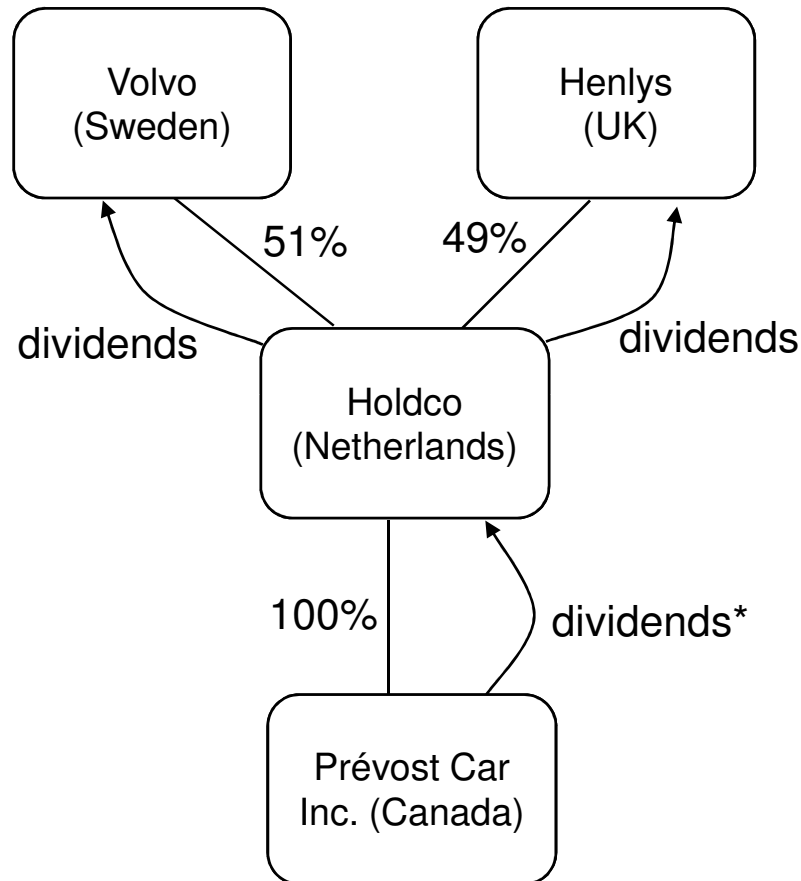 Volvo
(Sweden)
Henlys
(UK)
51%
49%
dividends
dividends
Holdco
(Netherlands)
100%
dividends*
Prévost Car
Inc. (Canada)